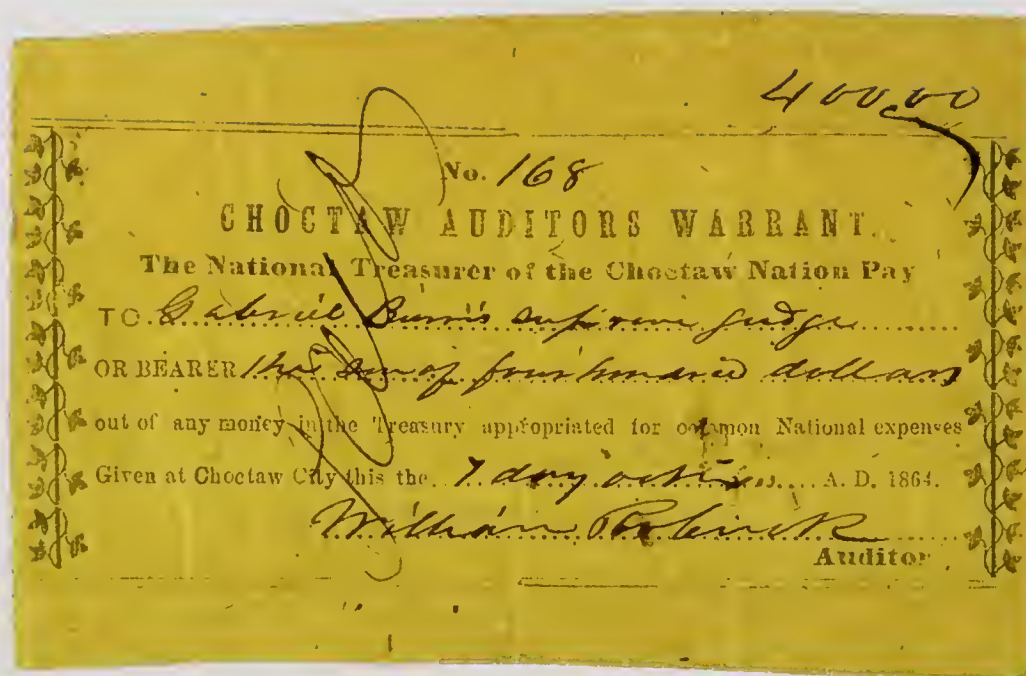 400.00
No. 168
CHOCTAW AUDITORS WARRANT.
The National Treasurer of the Choctaw Nation Pay
TO Gabriel Burris supreme judge
OR BEARER the Sum of four hundred dollars
out of any money in the Treasury appropriated for common National expenses
Given at Choctaw City this the 7 day A. D. 1864.
William
Auditor